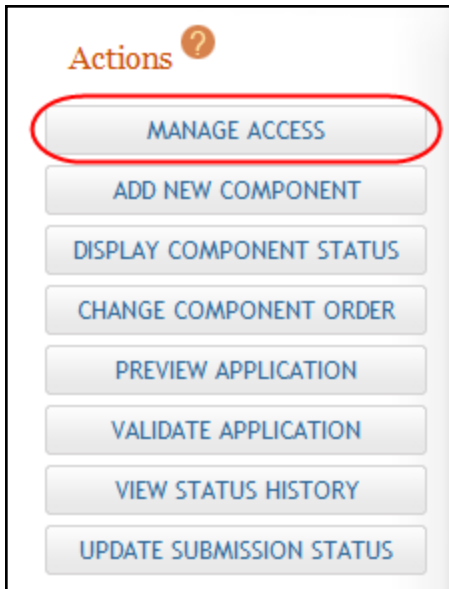 Actions ?
MANAGE ACCESS
ADD NEW COMPONENT
DISPLAY COMPONENT STATUS
CHANGE COMPONENT ORDER
PREVIEW APPLICATION
VALIDATE APPLICATION
VIEW STATUS HISTORY
UPDATE SUBMISSION STATUS